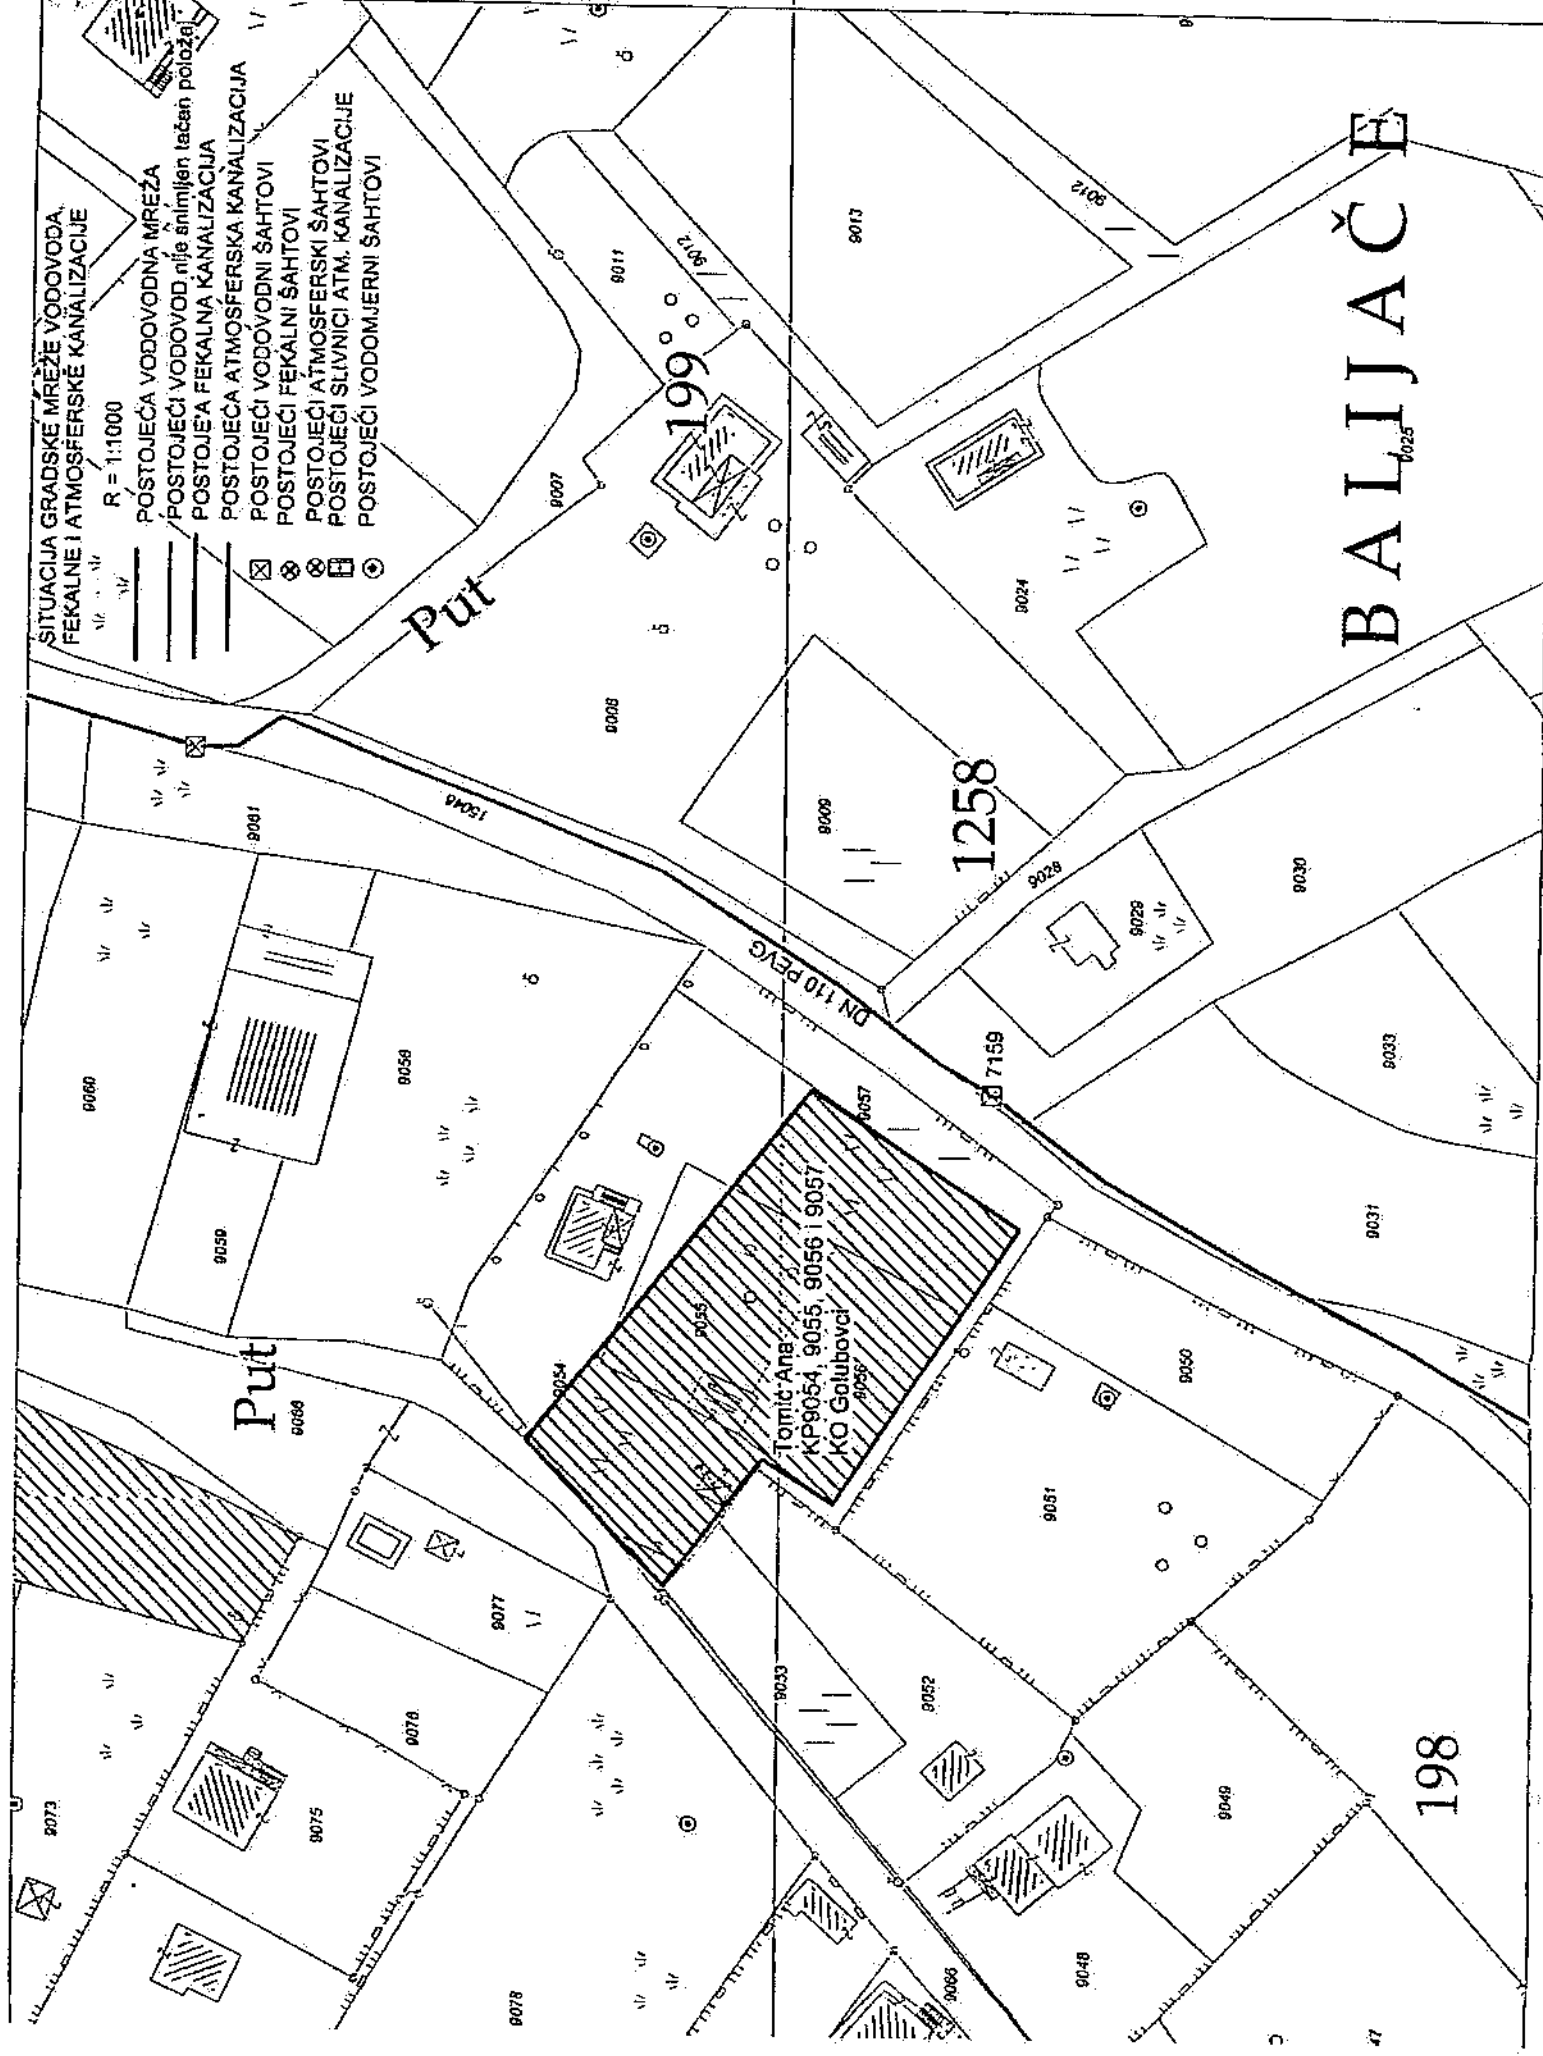 SITUACIJA GRADSKE MREŽE VODOVODA,
FEKALNE I ATMOSFERSKE KANALIZACIJE
R = 1:1000
POSTOJEĆA VODOVODNA MREŽA
POSTOJEĆI VODOVOD nije snimljen tačan položaj
POSTOJEĆA FEKALNA KANALIZACIJA
POSTOJEĆA ATMOSFERSKA KANALIZACIJA
POSTOJEĆI VODOVODNI ŠAHTOVI
POSTOJEĆI FEKALNI ŠAHTOVI
POSTOJEĆI ATMOSFERSKI ŠAHTOVI
POSTOJEĆI SLIVNICI ATM. KANALIZACIJE
POSTOJEĆI VODOMJERNI ŠAHTOVI
Put
199
9007
9011
9012
9013
9012
9008
9009
9024
9025
BALIJAČE
1258
9028
9029
9030
9033
9031
15046
DN 110 PEVG
7159
9061
9060
9058
9059
9057
9054
9055
9056
Tomić Ana
KP9054, 9055, 9056 i 9057
KO Golubovci
Put
9066
9077
9076
9075
9073
9078
9053
9052
9051
9050
9049
9048
9066
47
198